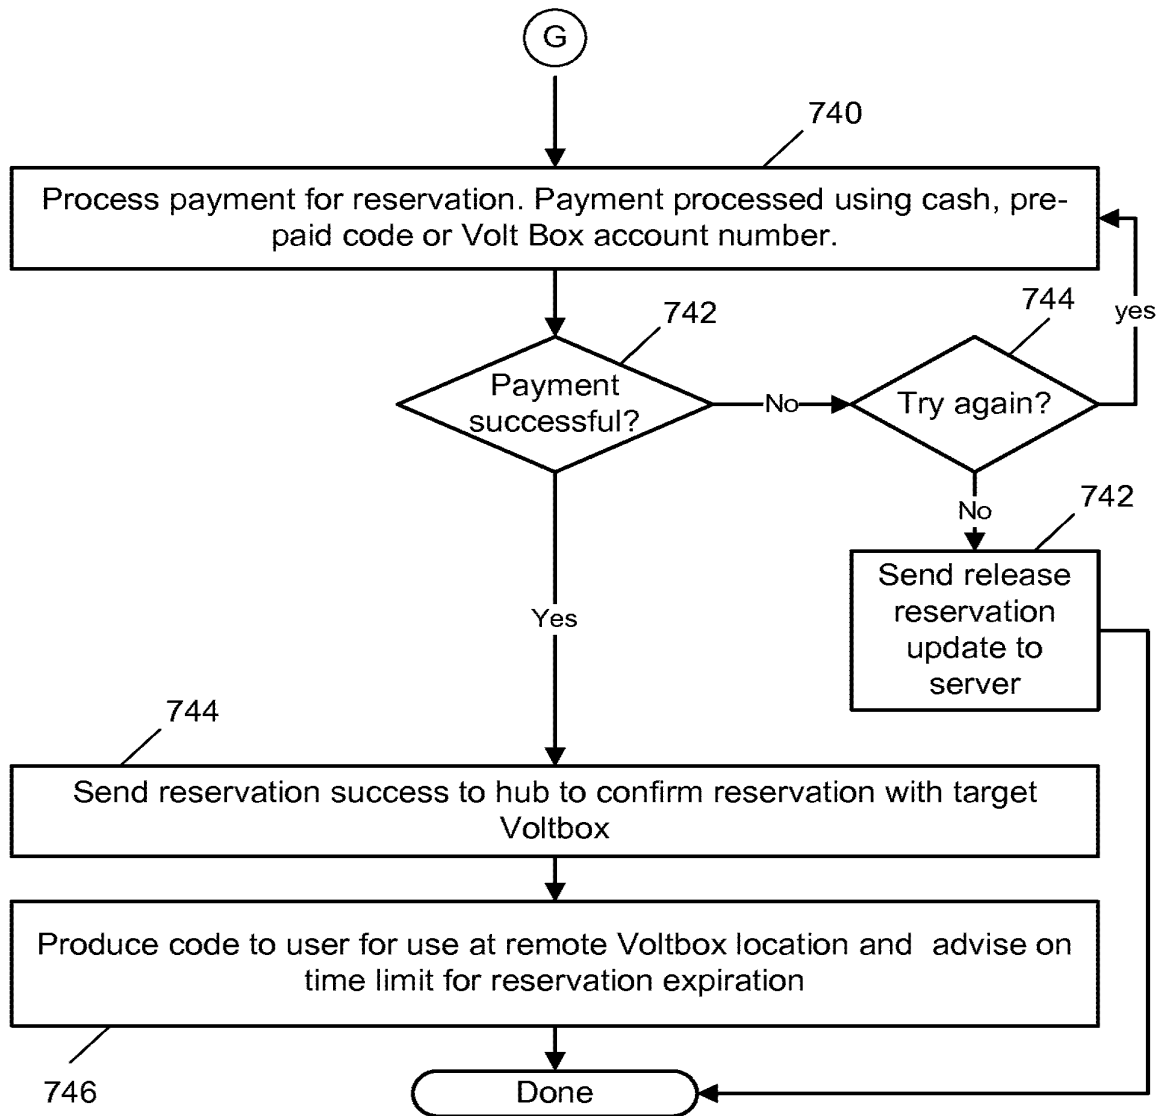 G
740
Process payment for reservation. Payment processed using cash, pre-
paid code or Volt Box account number.
742
744
yes
Payment
successful?
No
Try again?
No
742
Send release
reservation
update to
server
Yes
744
Send reservation success to hub to confirm reservation with target
Voltbox
Produce code to user for use at remote Voltbox location and  advise on
time limit for reservation expiration
746
Done